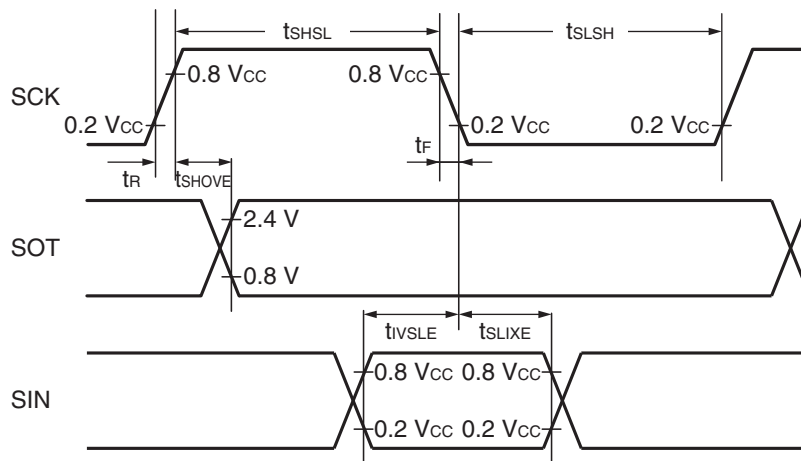 tSHSL tSLSH
SCK
0.8 VCC 0.8 VCC
0.2 VCC 0.2 VCC 0.2 VCC
tF
tR tSHOVE
SOT
2.4 V
0.8 V
tIVSLE tSLIXE
SIN
0.8 VCC 0.8 VCC
0.2 VCC 0.2 VCC